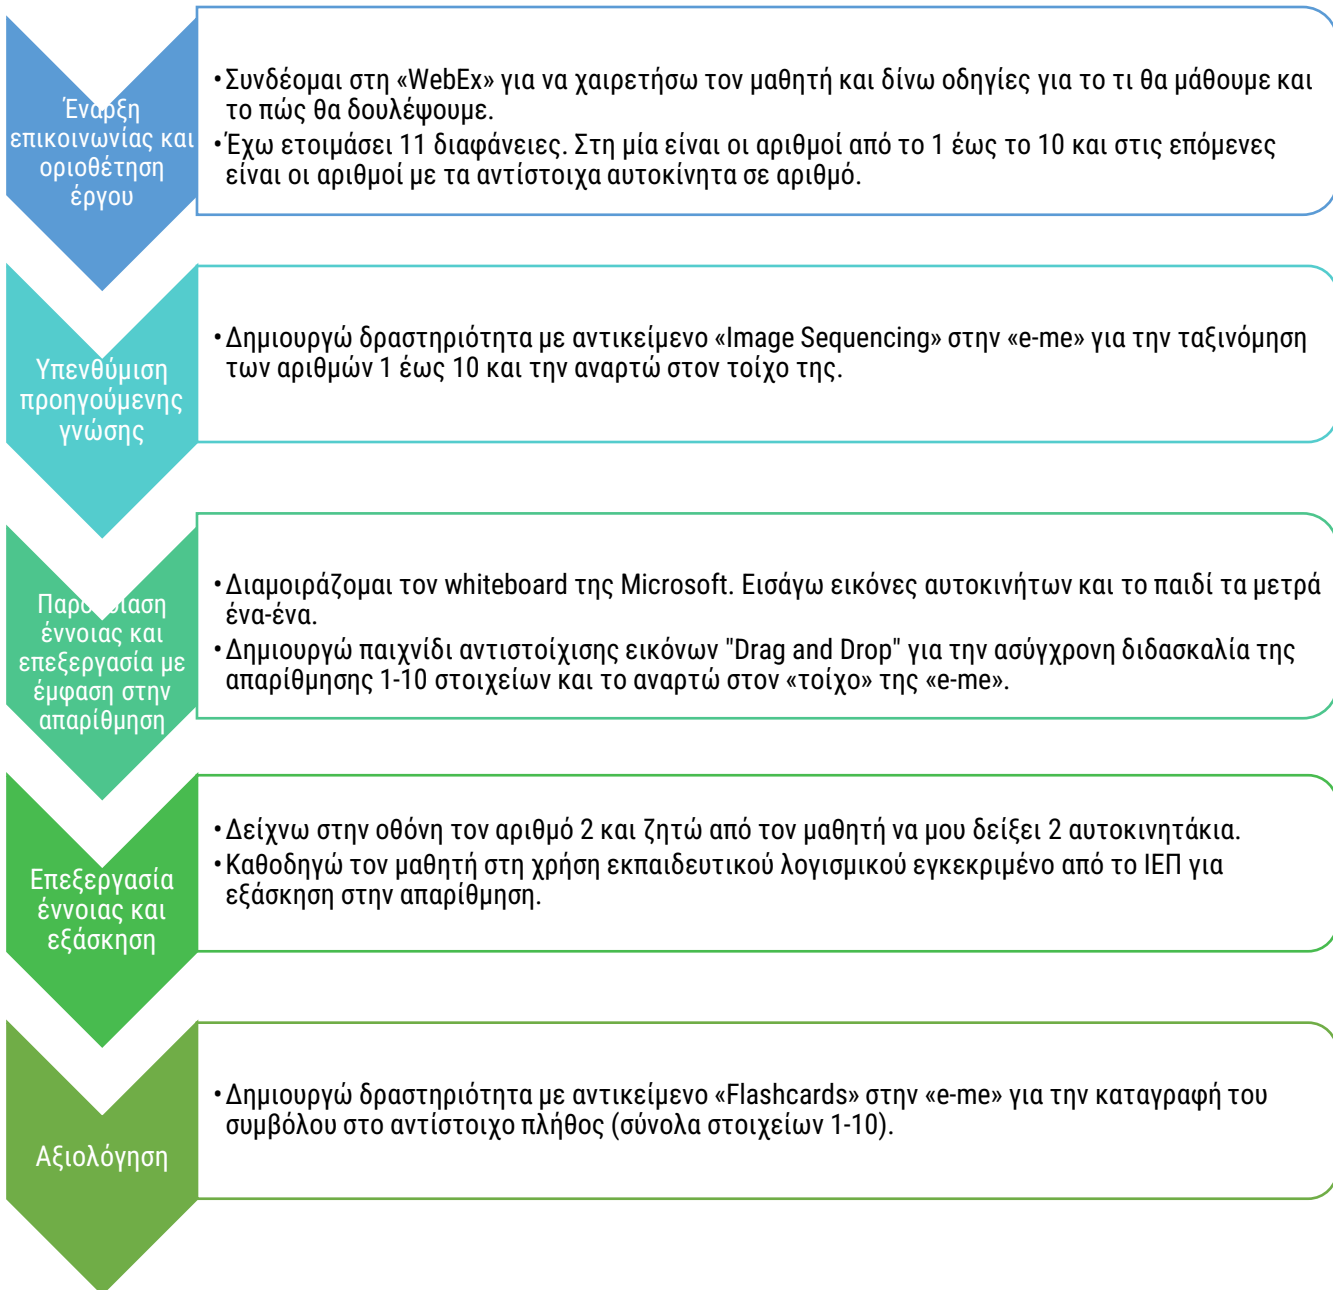 Έναρξη
επικοινωνίας και
οριοθέτηση
έργου
•Συνδέομαι στη «WebEx» για να χαιρετήσω τον μαθητή και δίνω οδηγίες για το τι θα μάθουμε και
το πώς θα δουλέψουμε.
•Έχω ετοιμάσει 11 διαφάνειες. Στη μία είναι οι αριθμοί από το 1 έως το 10 και στις επόμενες
είναι οι αριθμοί με τα αντίστοιχα αυτοκίνητα σε αριθμό.
Υπενθύμιση
προηγούμενης
γνώσης
•Δημιουργώ δραστηριότητα με αντικείμενο «Image Sequencing» στην «e-me» για την ταξινόμηση
των αριθμών 1 έως 10 και την αναρτώ στον τοίχο της.
Παρουσίαση
έννοιας και
επεξεργασία με
έμφαση στην
απαρίθμηση
•Διαμοιράζομαι τον whiteboard της Microsoft. Εισάγω εικόνες αυτοκινήτων και το παιδί τα μετρά
ένα-ένα.
•Δημιουργώ παιχνίδι αντιστοίχισης εικόνων "Drag and Drop" για την ασύγχρονη διδασκαλία της
απαρίθμησης 1-10 στοιχείων και το αναρτώ στον «τοίχο» της «e-me».
Επεξεργασία
έννοιας και
εξάσκηση
•Δείχνω στην οθόνη τον αριθμό 2 και ζητώ από τον μαθητή να μου δείξει 2 αυτοκινητάκια.
•Καθοδηγώ τον μαθητή στη χρήση εκπαιδευτικού λογισμικού εγκεκριμένο από το ΙΕΠ για
εξάσκηση στην απαρίθμηση.
Αξιολόγηση
•Δημιουργώ δραστηριότητα με αντικείμενο «Flashcards» στην «e-me» για την καταγραφή του
συμβόλου στο αντίστοιχο πλήθος (σύνολα στοιχείων 1-10).